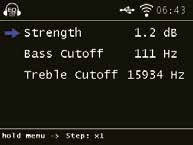 06:43
Strength 1.2 dB
Bass Cutoff 111 Hz
Treble Cutoff 15934 Hz
hold menu -> Step: x1